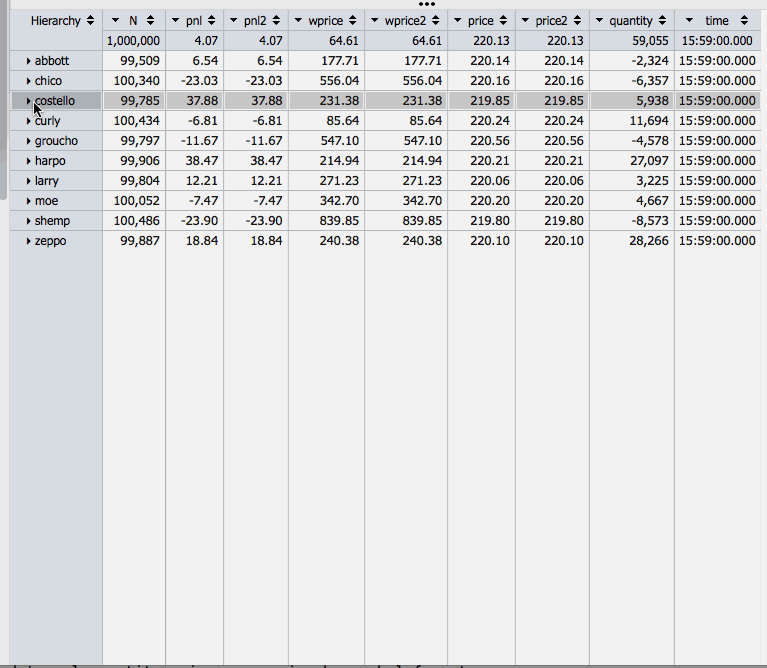 Hierarchy N pnl pnl2 wprice wprice2 price price2 quantity time
1,000,000 4.07 4.07 64.61 64.61 220.13 220.13 59,055 15:59:00.000
abbott 99,509 6.54 6.54 177.71 177.71 220.14 220.14 -2,324 15:59:00.000
chico 100,340 -23.03 -23.03 556.04 556.04 220.16 220.16 -6,357 15:59:00.000
costello 99,785 37.88 37.88 231.38 231.38 219.85 219.85 5,938 15:59:00.000
curly 100,434 -6.81 -6.81 85.64 85.64 220.24 220.24 11,694 15:59:00.000
groucho 99,797 -11.67 -11.67 547.10 547.10 220.56 220.56 -4,578 15:59:00.000
harpo 99,906 38.47 38.47 214.94 214.94 220.21 220.21 27,097 15:59:00.000
larry 99,804 12.21 12.21 271.23 271.23 220.06 220.06 3,225 15:59:00.000
moe 100,052 -7.47 -7.47 342.70 342.70 220.20 220.20 4,667 15:59:00.000
shemp 100,486 -23.90 -23.90 839.85 839.85 219.80 219.80 -8,573 15:59:00.000
zeppo 99,887 18.84 18.84 240.38 240.38 220.10 220.10 28,266 15:59:00.000